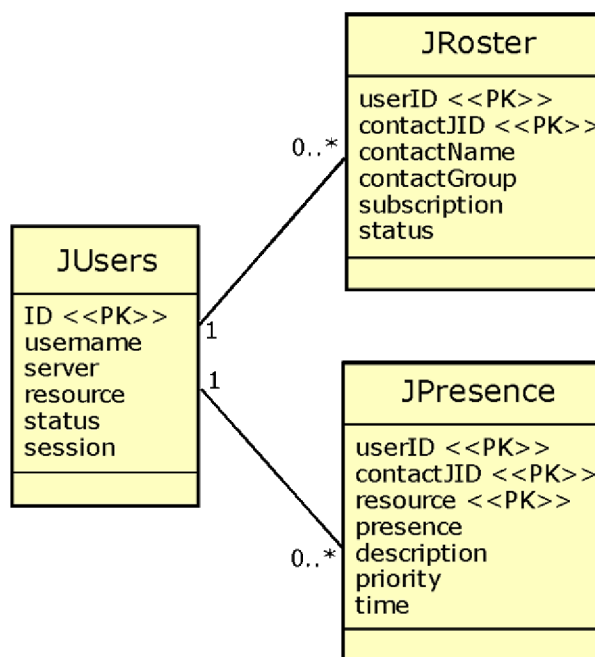 JRoster
userID <<PK>>
contactJID <<PK>>
contactName
contactGroup
subscription
status
0..*
JUsers
ID <<PK>>
username
server
resource
status
session
1
1
JPresence
userID <<PK>>
contactJID <<PK>>
resource <<PK>>
presence
description
priority
time
0..*